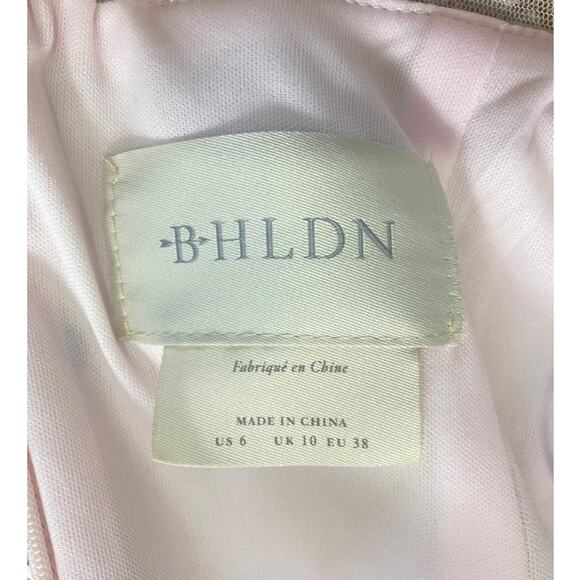 BHLDN
Fabriqué en Chine
MADE IN CHINA
US 6 UK 10 EU 38